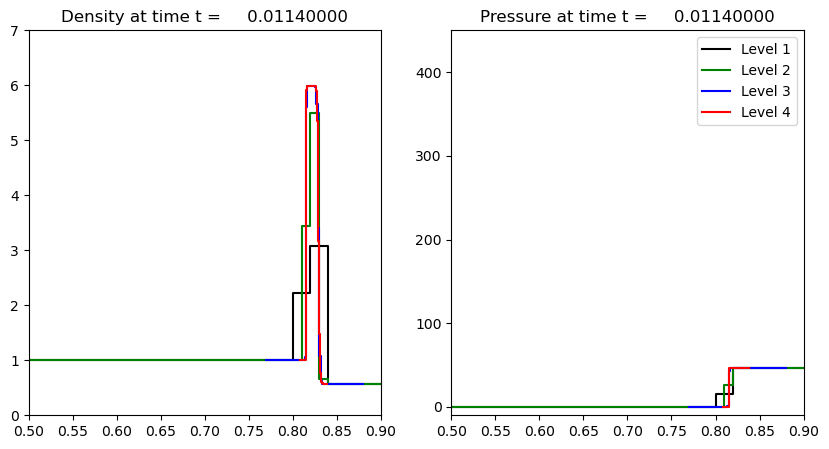 Density at time t = 0.01140000
7
6
5
4
3
2
1
0
0.50 0.55 0.60 0.65 0.70 0.75 0.80 0.85 0.90
Pressure at time t = 0.01140000
Level 1
Level 2
Level 3
Level 4
400
300
200
100
0
0.50 0.55 0.60 0.65 0.70 0.75 0.80 0.85 0.90